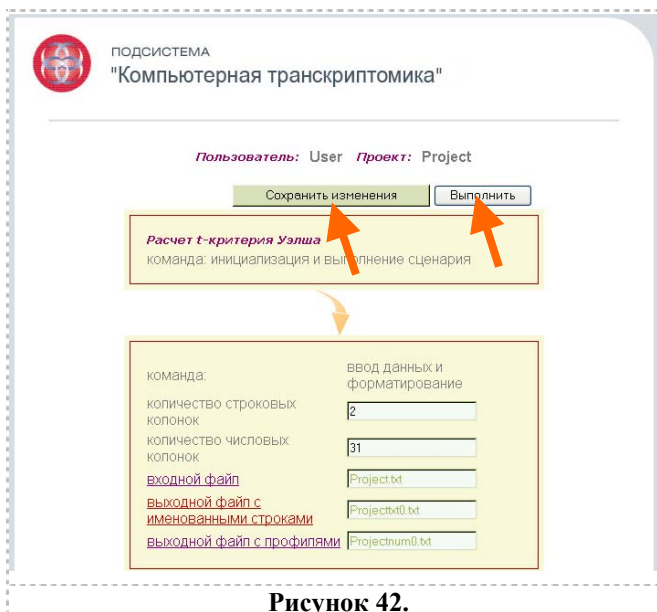 ПОДСИСТЕМА
"Компьютерная транскриптомика"
Пользователь: User Проект: Project
Сохранить изменения Выполнить
Расчет t-критерия Уэлша
команда: инициализация и выполнение сценария
команда: ввод данных и
форматирование
количество строковых
колонок 2
количество числовых
колонок 31
входной файл Project.txt
выходной файл с
именованными строками Projecttxt0.txt
выходной файл с профилями Projectnum0.txt
Рисунок 42.